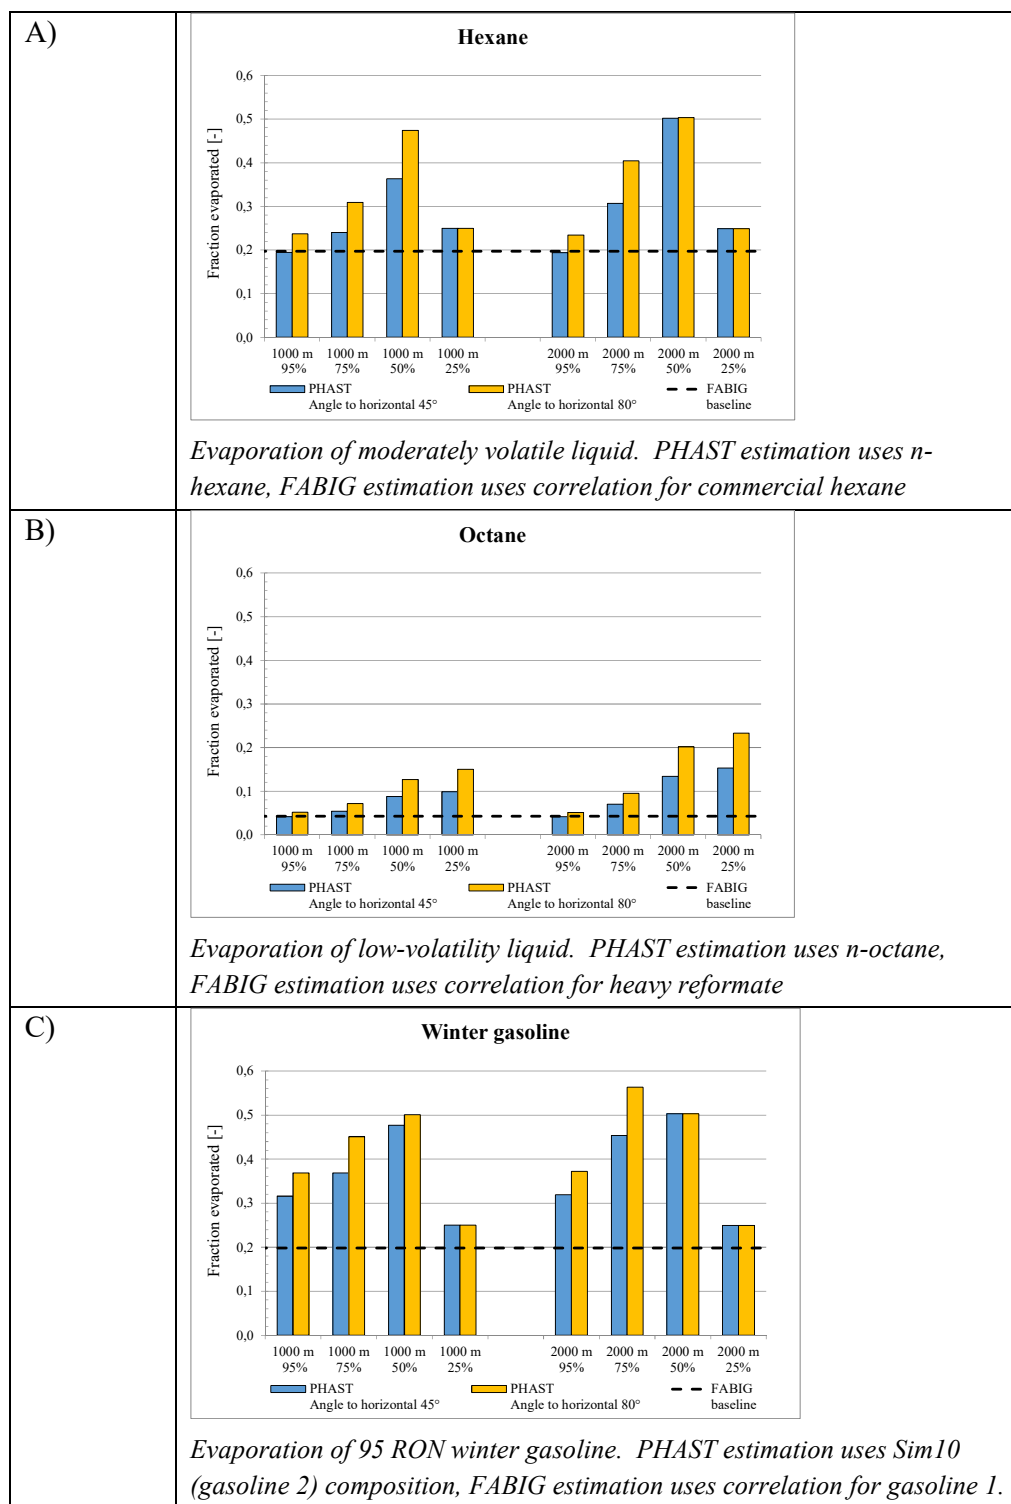 A)
Hexane
Fraction evaporated [-]
0,6
0,5
0,4
0,3
0,2
0,1
0,0
1000 m 1000 m 1000 m 1000 m 2000 m 2000 m 2000 m 2000 m
95% 75% 50% 25% 95% 75% 50% 25%
PHAST PHAST FABIG
Angle to horizontal 45° Angle to horizontal 80° baseline
Evaporation of moderately volatile liquid. PHAST estimation uses n-
hexane, FABIG estimation uses correlation for commercial hexane
B)
Octane
Fraction evaporated [-]
0,6
0,5
0,4
0,3
0,2
0,1
0,0
1000 m 1000 m 1000 m 1000 m 2000 m 2000 m 2000 m 2000 m
95% 75% 50% 25% 95% 75% 50% 25%
PHAST PHAST FABIG
Angle to horizontal 45° Angle to horizontal 80° baseline
Evaporation of low-volatility liquid. PHAST estimation uses n-octane,
FABIG estimation uses correlation for heavy reformate
C)
Winter gasoline
Fraction evaporated [-]
0,6
0,5
0,4
0,3
0,2
0,1
0,0
1000 m 1000 m 1000 m 1000 m 2000 m 2000 m 2000 m 2000 m
95% 75% 50% 25% 95% 75% 50% 25%
PHAST PHAST FABIG
Angle to horizontal 45° Angle to horizontal 80° baseline
Evaporation of 95 RON winter gasoline. PHAST estimation uses Sim10
(gasoline 2) composition, FABIG estimation uses correlation for gasoline 1.